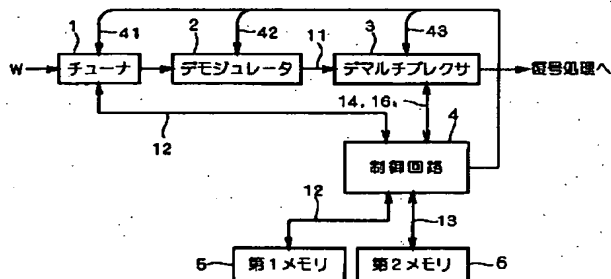 1
41
2
42
11
3
43
W
チューナ
デモジュレータ
デマルチプレクサ
復号処理へ
14, 16
4
12
制御回路
12
13
5
第1メモリ
第2メモリ
6